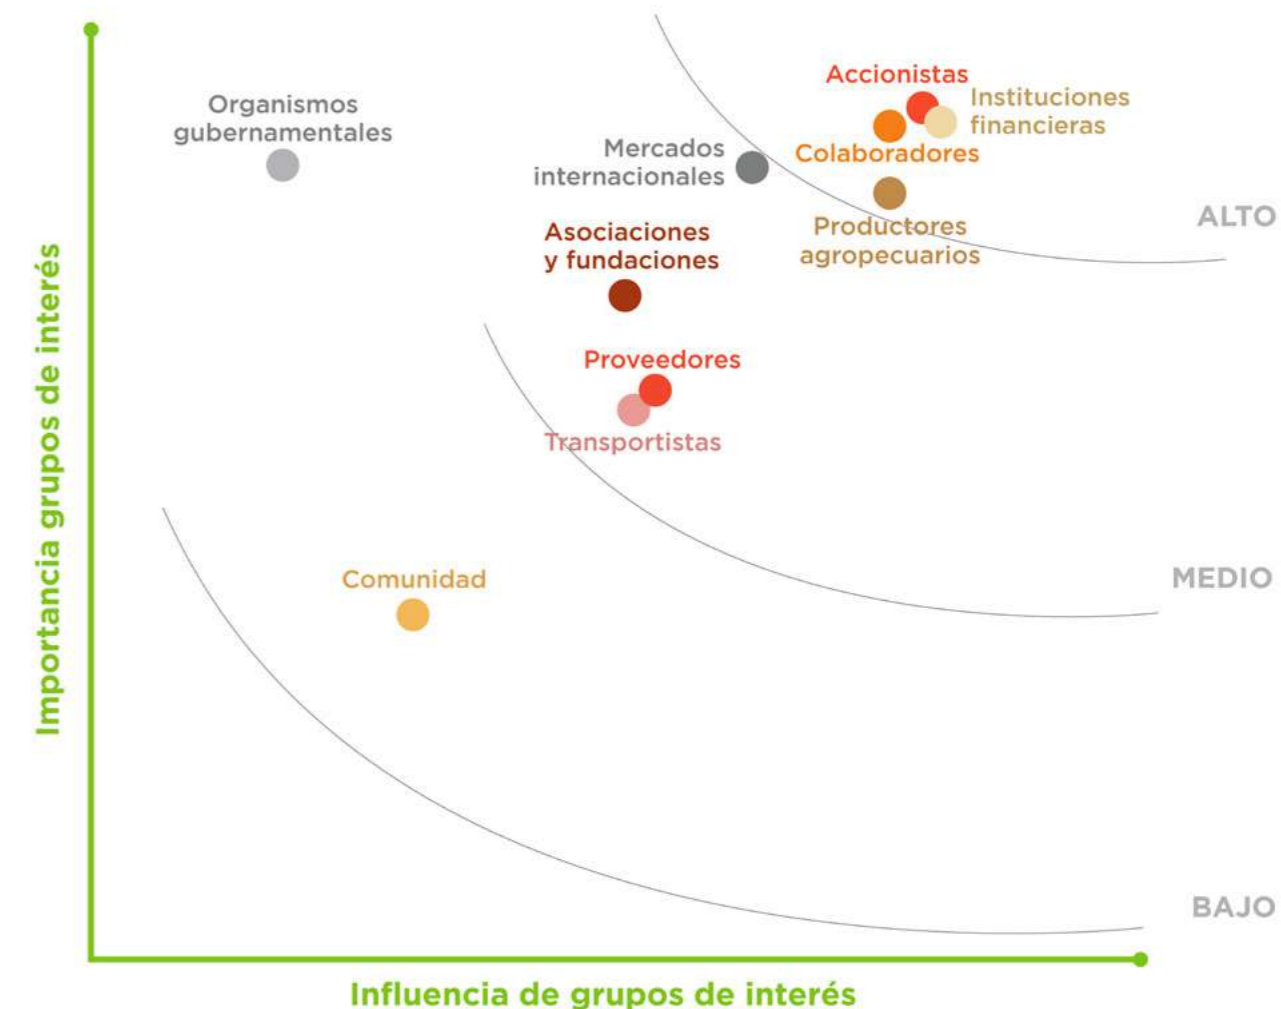 Accionistas
Instituciones
financieras
Organismos
gubernamentales
Mercados
internacionales
Colaboradores
Productores
agropecuarios
ALTO
Asociaciones
y fundaciones
Proveedores
Transportistas
Comunidad
MEDIO
BAJO
Importancia grupos de interés
Influencia de grupos de interés